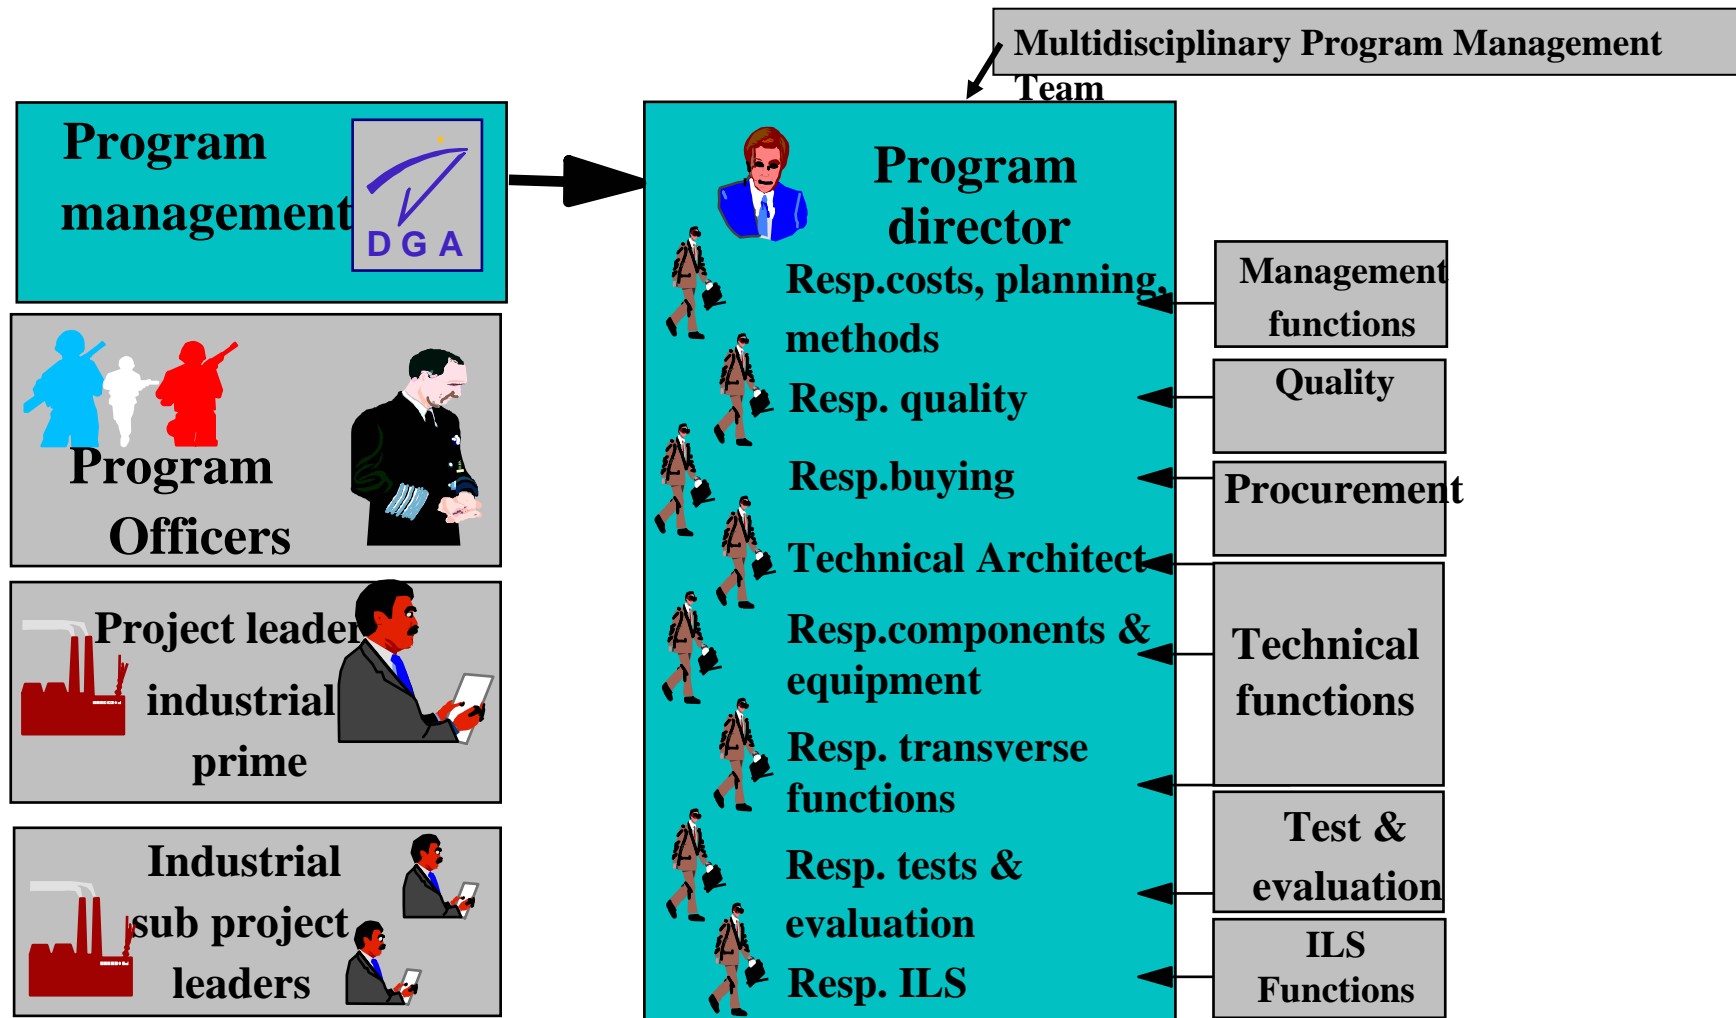 Multidisciplinary Program Management
Team
Program
management
DGA
Program
Officers
Project leader
industrial
prime
Industrial
sub project
leaders
Program
director
Resp.costs, planning,
methods
Resp. quality
Resp.buying
Technical Architect
Resp.components &
equipment
Resp. transverse
functions
Resp. tests &
evaluation
Resp. ILS
Management
functions
Quality
Procurement
Technical
functions
Test &
evaluation
ILS
Functions